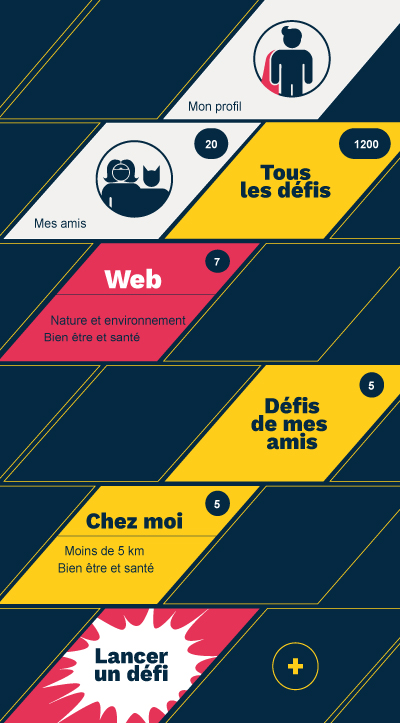 Mon profil
20
1200
Tous
les défis
Mes amis
7
Web
Nature et environnement
Bien être et santé
5
Défis
de mes
amis
5
Chez moi
Moins de 5 km
Bien être et santé
Lancer
un défi